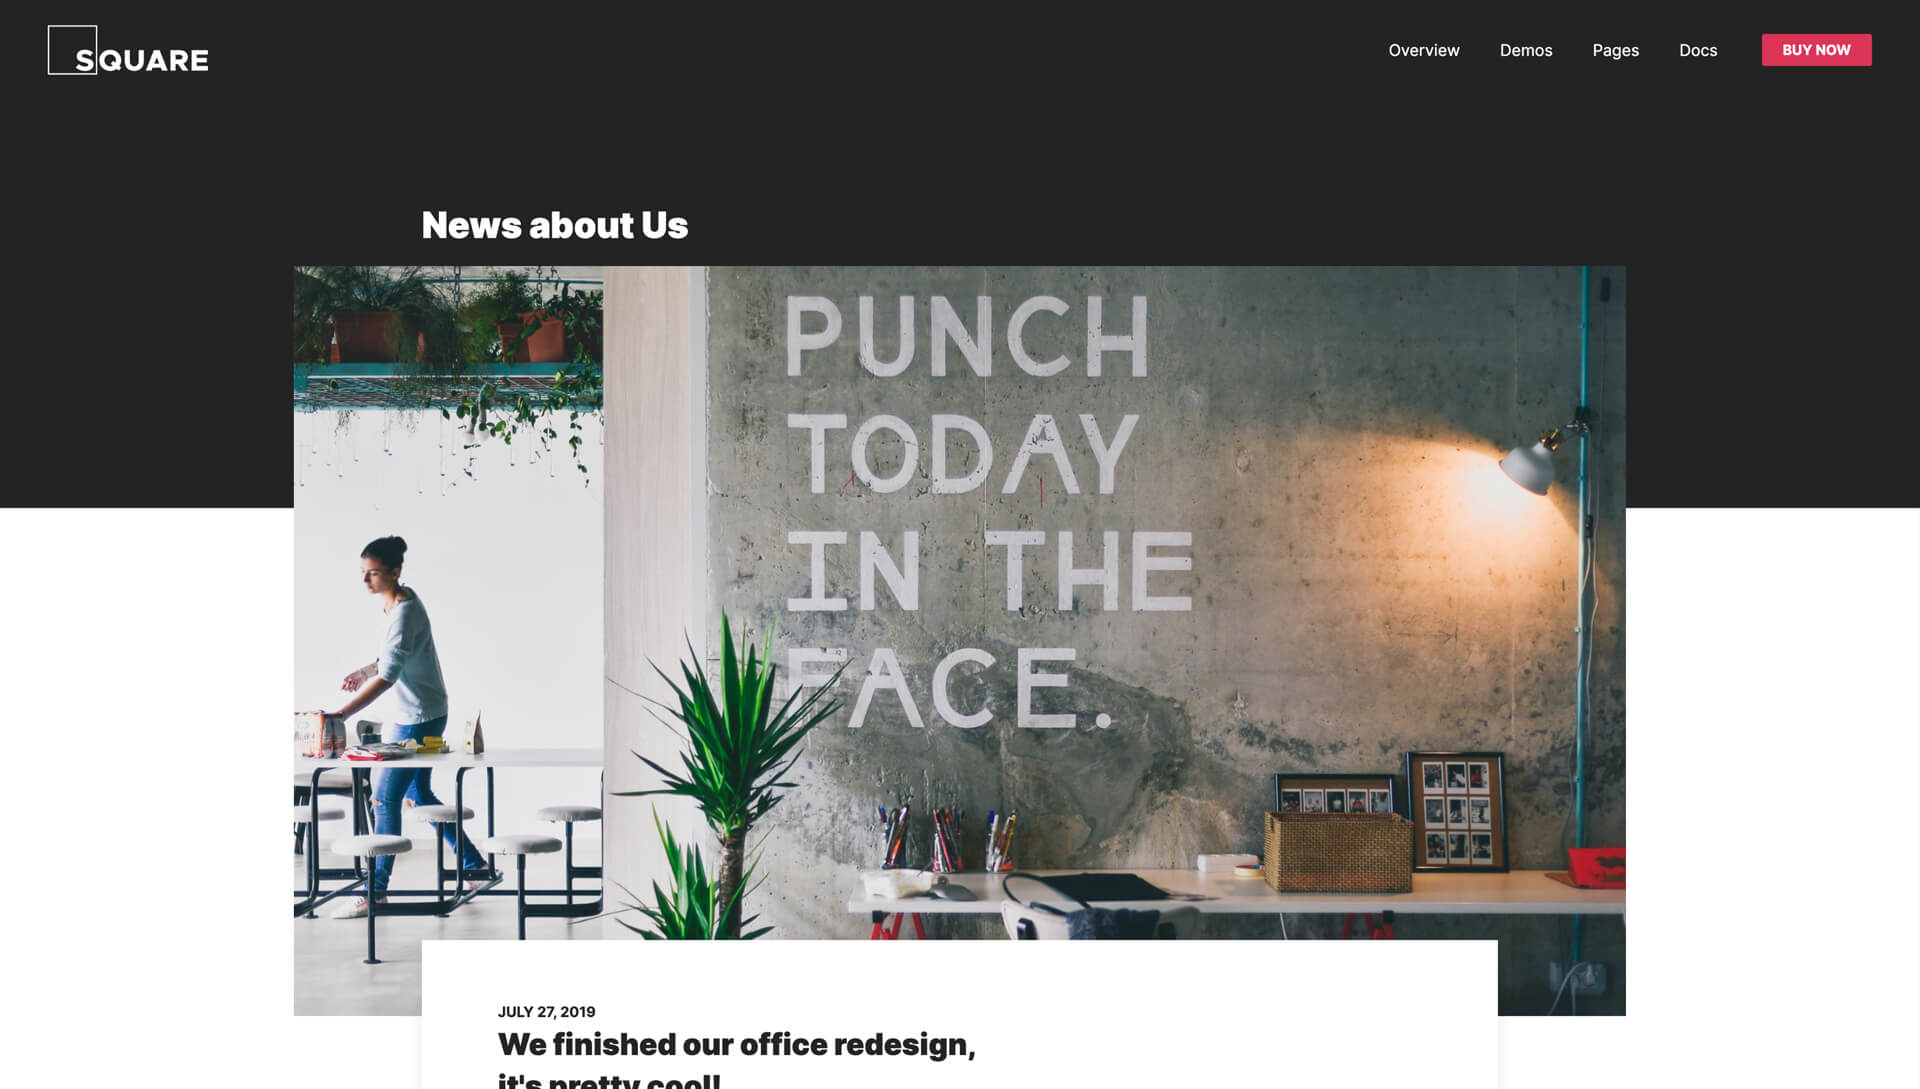 SQUARE
Overview
Demos
Pages
Docs
BUY NOW
News about Us
PUNCH
TODAY
IN THE
FACE.
JULY 27, 2019
We finished our office redesign,
it's pretty cool!